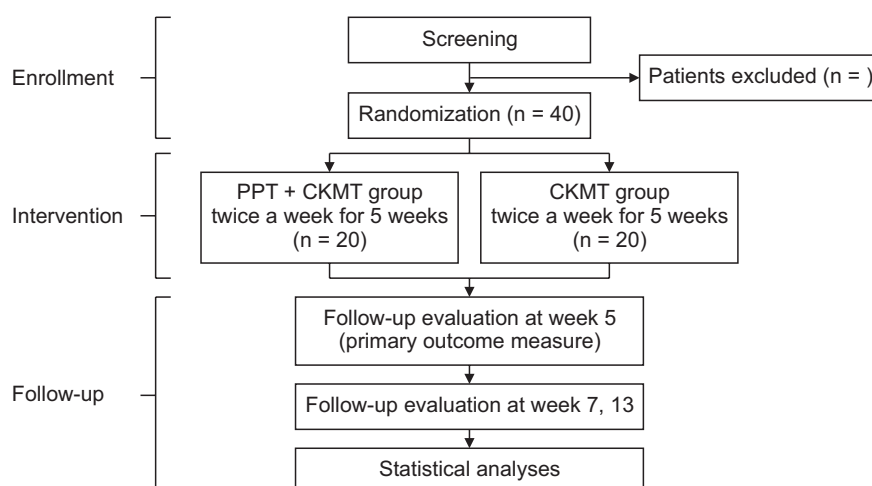 Screening
Enrollment
Patients excluded (n = )
Randomization (n = 40)
PPT + CKMT group
twice a week for 5 weeks
(n = 20)
CKMT group
twice a week for 5 weeks
(n = 20)
Intervention
Follow-up evaluation at week 5
(primary outcome measure)
Follow-up
Follow-up evaluation at week 7, 13
Statistical analyses